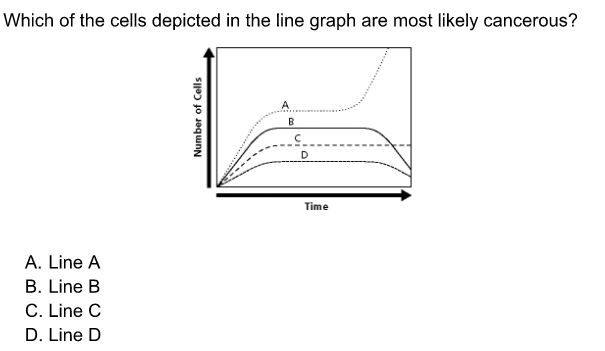 Which of the cells depicted in the line graph are most likely cancerous?
Number of Cells
A
B
C
D
Time
A. Line A
B. Line B
C. Line C
D. Line D